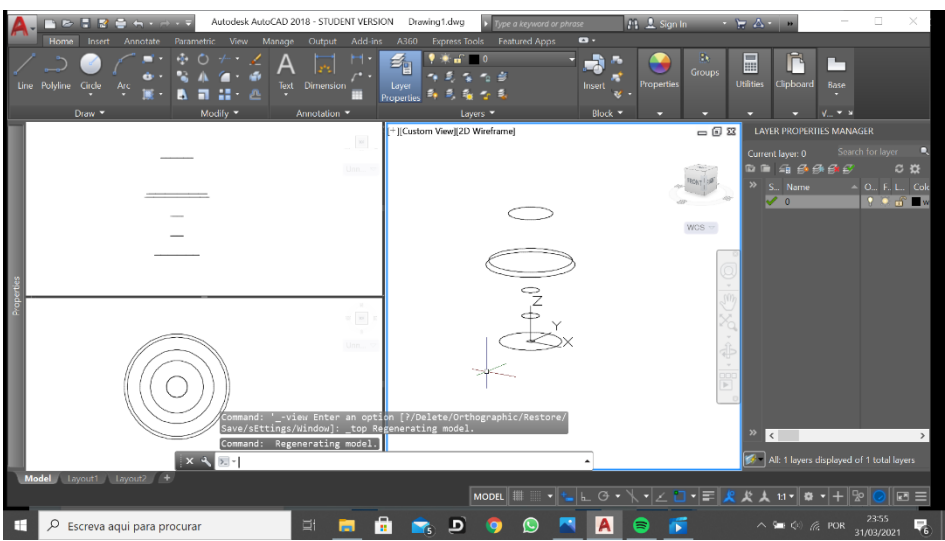 Autodesk AutoCAD 2018 - STUDENT VERSION Drawing1.dwg
Type a keyword or phrase
Sign In
Home Insert Annotate Parametric View Manage Output Add-ins A360 Express Tools Featured Apps
Line Polyline Circle Arc
Text Dimension
Layer
Properties
0
Insert
Properties
Groups
Utilities
Clipboard
Base
Draw
Modify
Annotation
Layers
Block
V...
[+][Custom View][2D Wireframe]
LAYER PROPERTIES MANAGER
Current layer: 0
Search for layer
S... Name O... F. L... Colo
0 w
FRONT
WCS
Z
Y
X
Properties
Command: '_-view Enter an option [?/Delete/Orthographic/Restore/
Save/sEttings/Window]: _top Regenerating model.
Command: Regenerating model.
All: 1 layers displayed of 1 total layers
Model Layout1 Layout2 +
MODEL
1:1
Escreva aqui para procurar
5
POR
23:55
31/03/2021
6